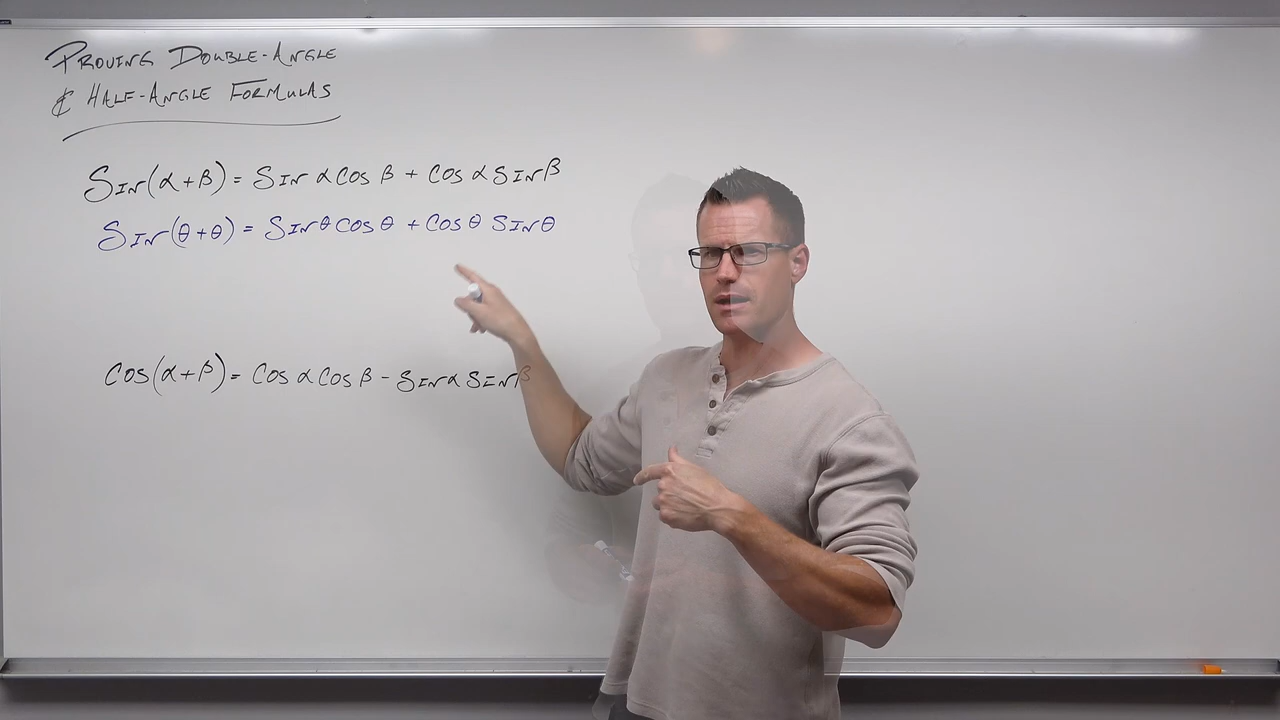 PROVING DOUBLE-ANGLE
& HALF-ANGLE FORMULAS
SIN(α+β) = SIN α COS β + COS α SIN β
SIN(θ+θ) = SIN θ COS θ + COS θ SIN θ
COS(α+β) = COS α COS β - SIN α SIN β